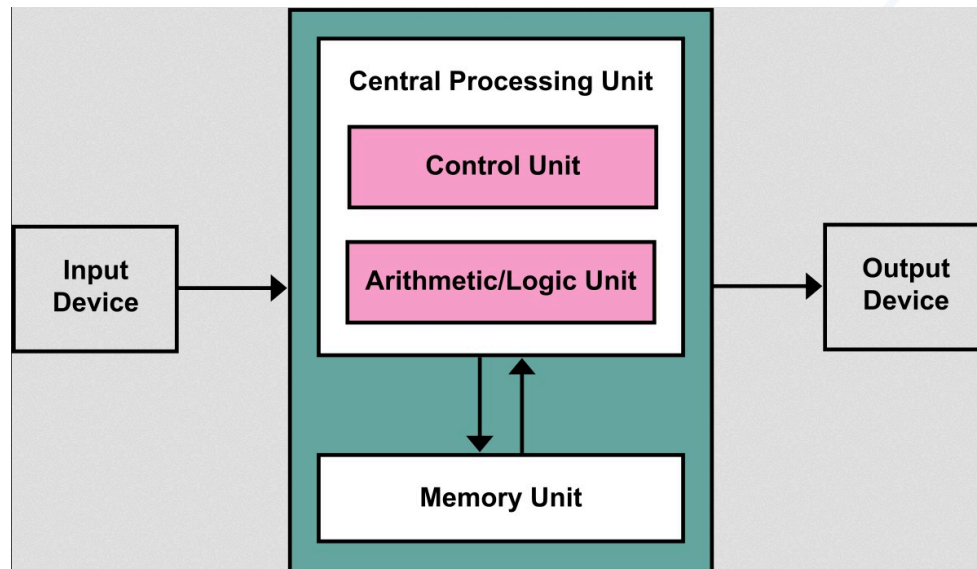 Central Processing Unit
Control Unit
Arithmetic/Logic Unit
Input
Device
Output
Device
Memory Unit